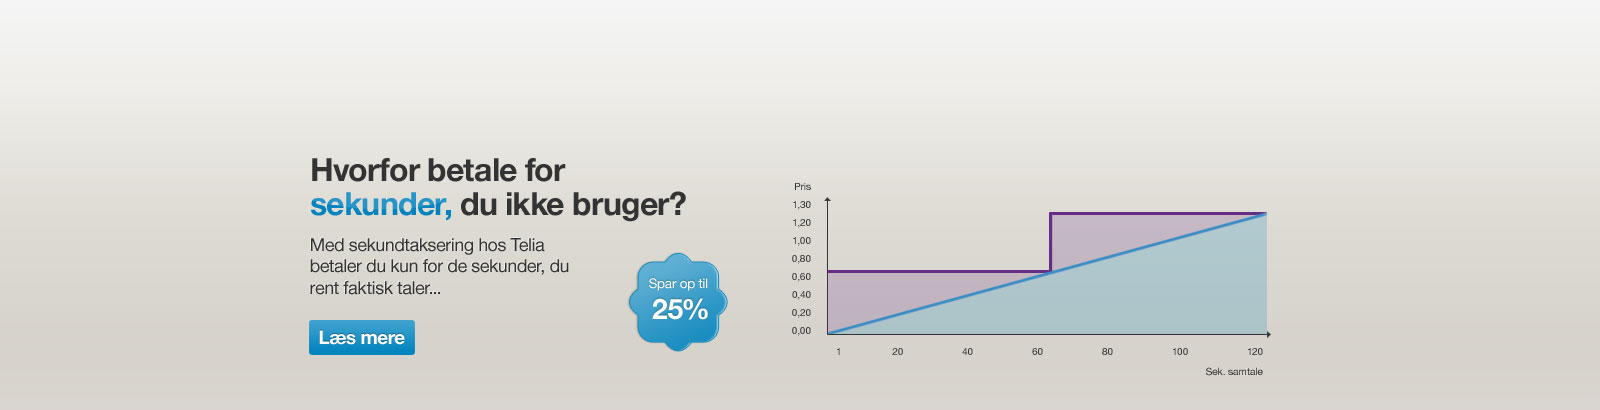 Hvorfor betale for
sekunder, du ikke bruger?
Med sekundtaksering hos Telia
betaler du kun for de sekunder, du
rent faktisk taler...
Læs mere
Spar op til
25%
Pris
1,30
1,20
1,00
0,80
0,60
0,40
0,20
0,00
1 20 40 60 80 100 120
Sek. samtale